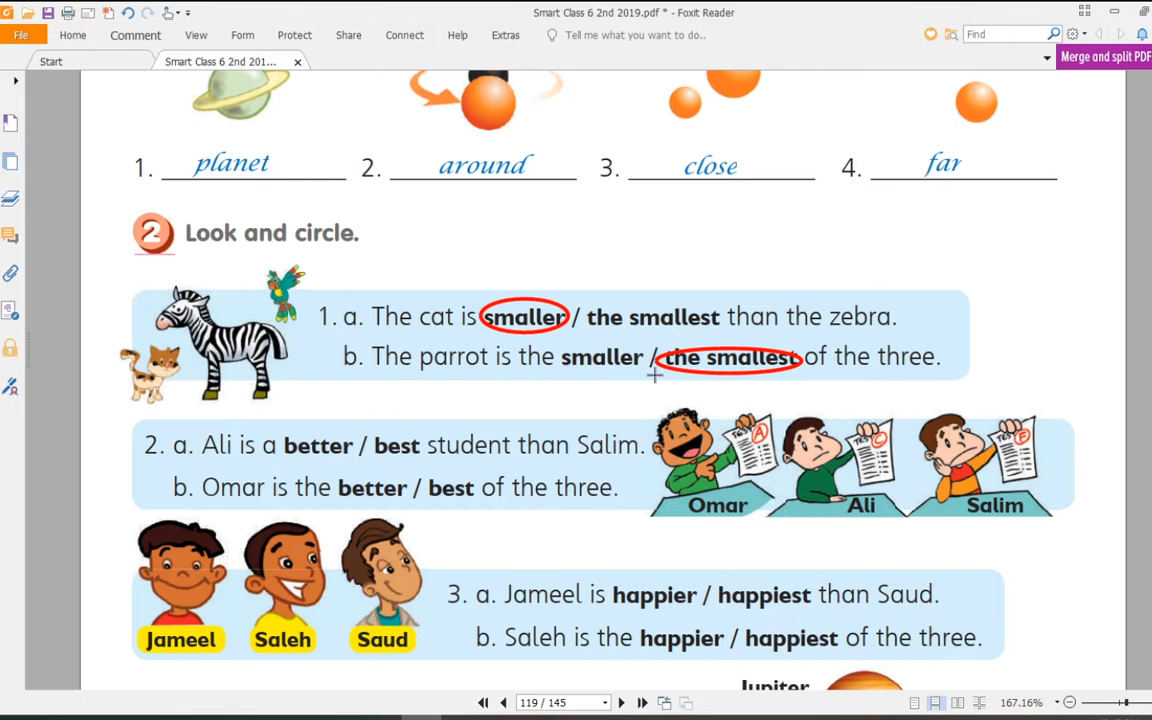 Smart Class 6 2nd 2019.pdf * - Foxit Reader
File Home Comment View Form Protect Share Connect Help Extras Tell me what you want to do.. Find
Start Smart Class 6 2nd 201... Merge and split PDF
1. planet 2. around 3. close 4. far
2 Look and circle.
1. a. The cat is smaller / the smallest than the zebra.
b. The parrot is the smaller / the smallest of the three.
2. a. Ali is a better / best student than Salim.
b. Omar is the better / best of the three.
TEST A TEST C TEST F
Omar Ali Salim
3. a. Jameel is happier / happiest than Saud.
b. Saleh is the happier / happiest of the three.
Jameel Saleh Saud
Jupiter
119 / 145 167.16%